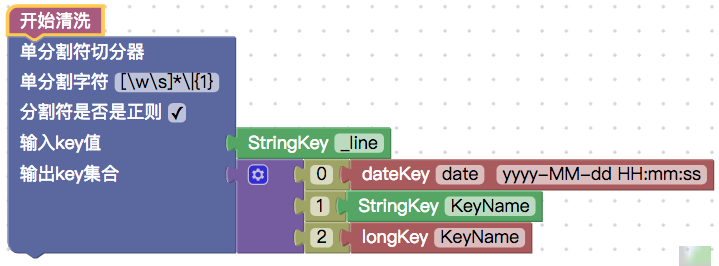 开始清洗
单分割符切分器
单分割字符 [\w\s]*\|{1}
分割符是否是正则 ✓
输入key值 StringKey _line
输出key集合 0 dateKey date yyyy-MM-dd HH:mm:ss
1 StringKey KeyName
2 longKey KeyName